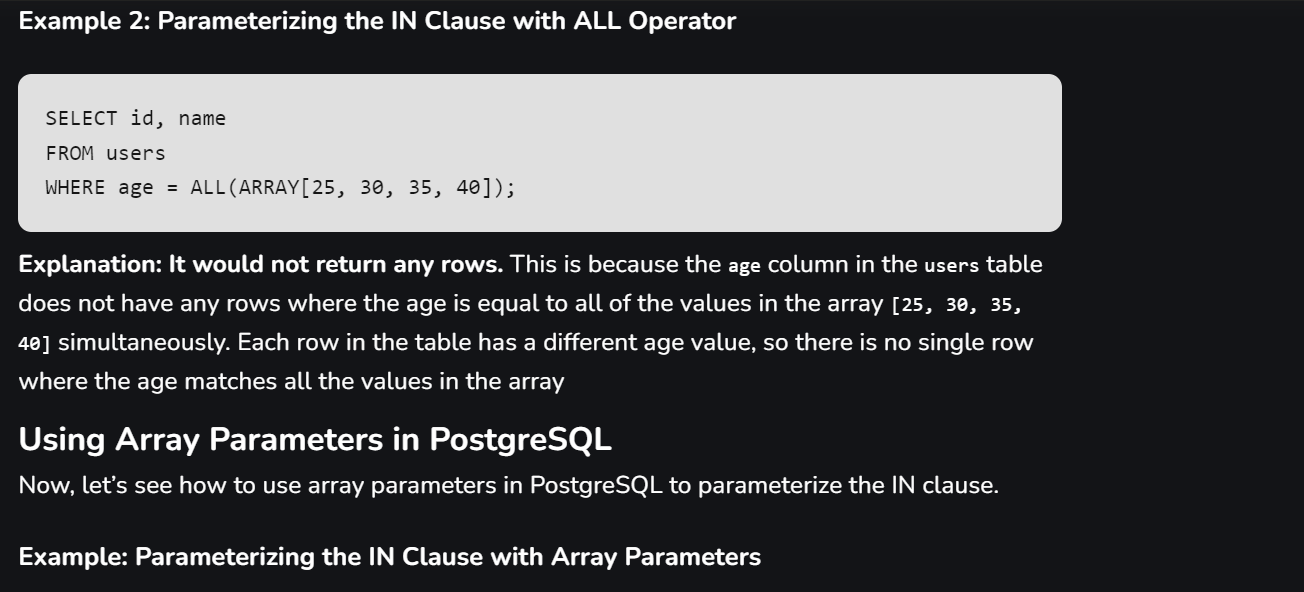 Example 2: Parameterizing the IN Clause with ALL Operator
SELECT id, name
FROM users
WHERE age = ALL(ARRAY[25, 30, 35, 40]);
Explanation: It would not return any rows. This is because the age column in the users table
does not have any rows where the age is equal to all of the values in the array [25, 30, 35,
40] simultaneously. Each row in the table has a different age value, so there is no single row
where the age matches all the values in the array
Using Array Parameters in PostgreSQL
Now, let’s see how to use array parameters in PostgreSQL to parameterize the IN clause.
Example: Parameterizing the IN Clause with Array Parameters